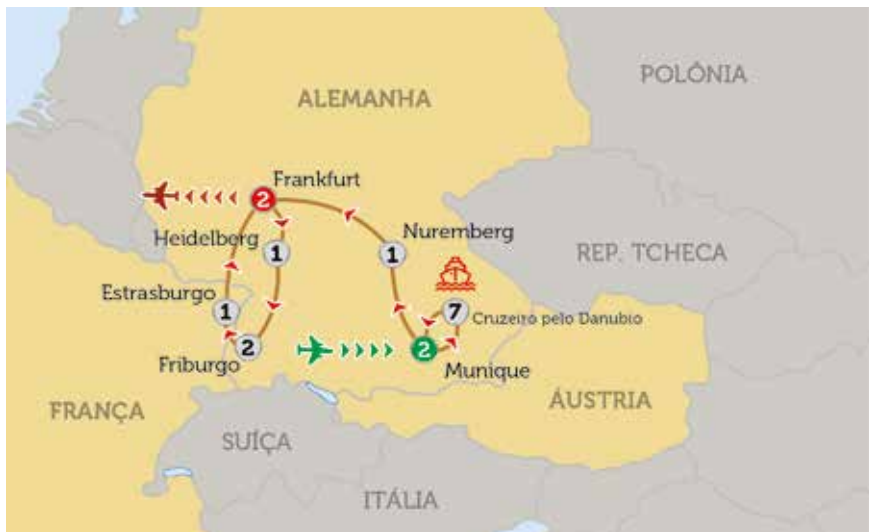 POLÔNIA
ALEMANHA
Frankfurt
2
Heidelberg
1
Nuremberg
1
REP. TCHECA
Estrasburgo
1
7
Cruzeiro pelo Danubio
Friburgo
2
2
Munique
FRANÇA
ÁUSTRIA
SUÍÇA
ITÁLIA